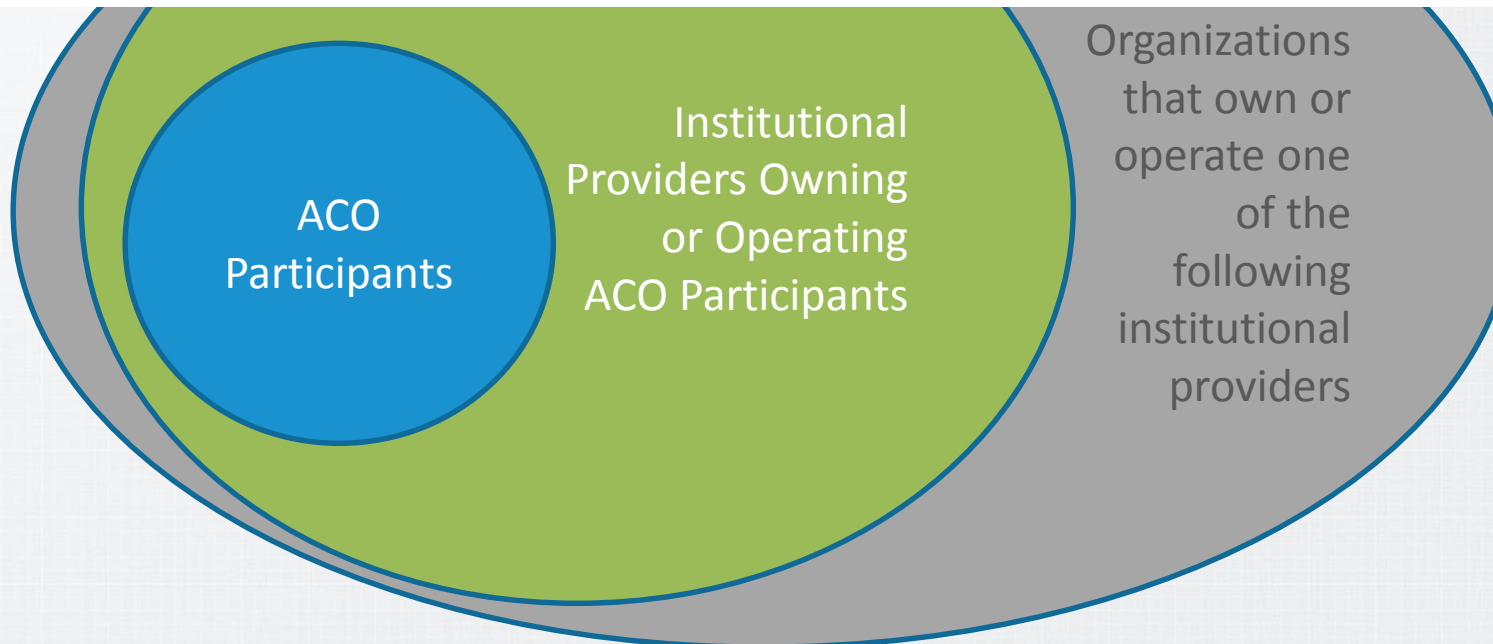 ACO
Participants
Institutional
Providers Owning
or Operating
ACO Participants
Organizations
that own or
operate one
of the
following
institutional
providers